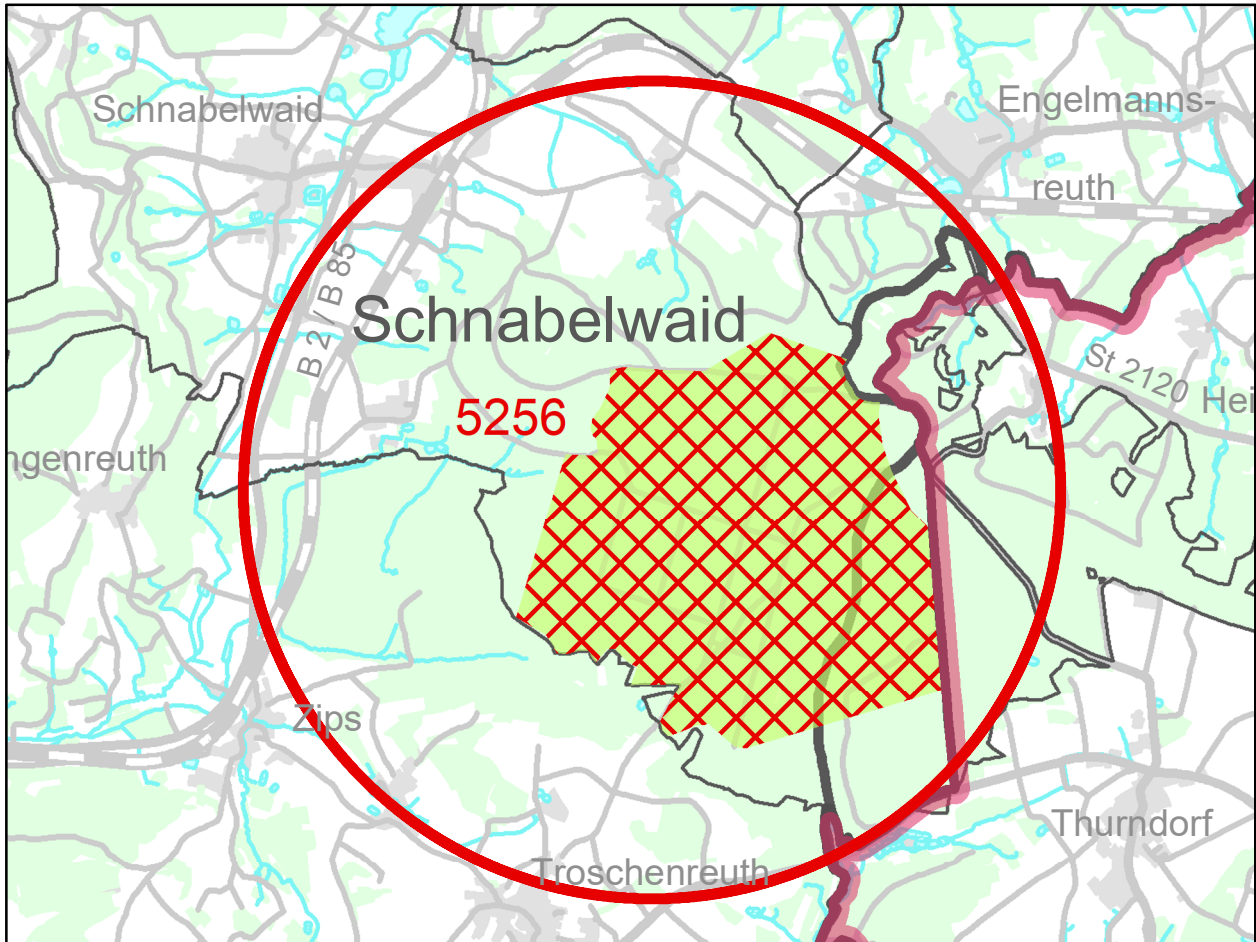 Schnabelwaid
Engelmanns-
reuth
B 2 / B 85
Schnabelwaid
St 2120
Hei
5256
ngenreuth
Zips
Thurndorf
Troschenreuth